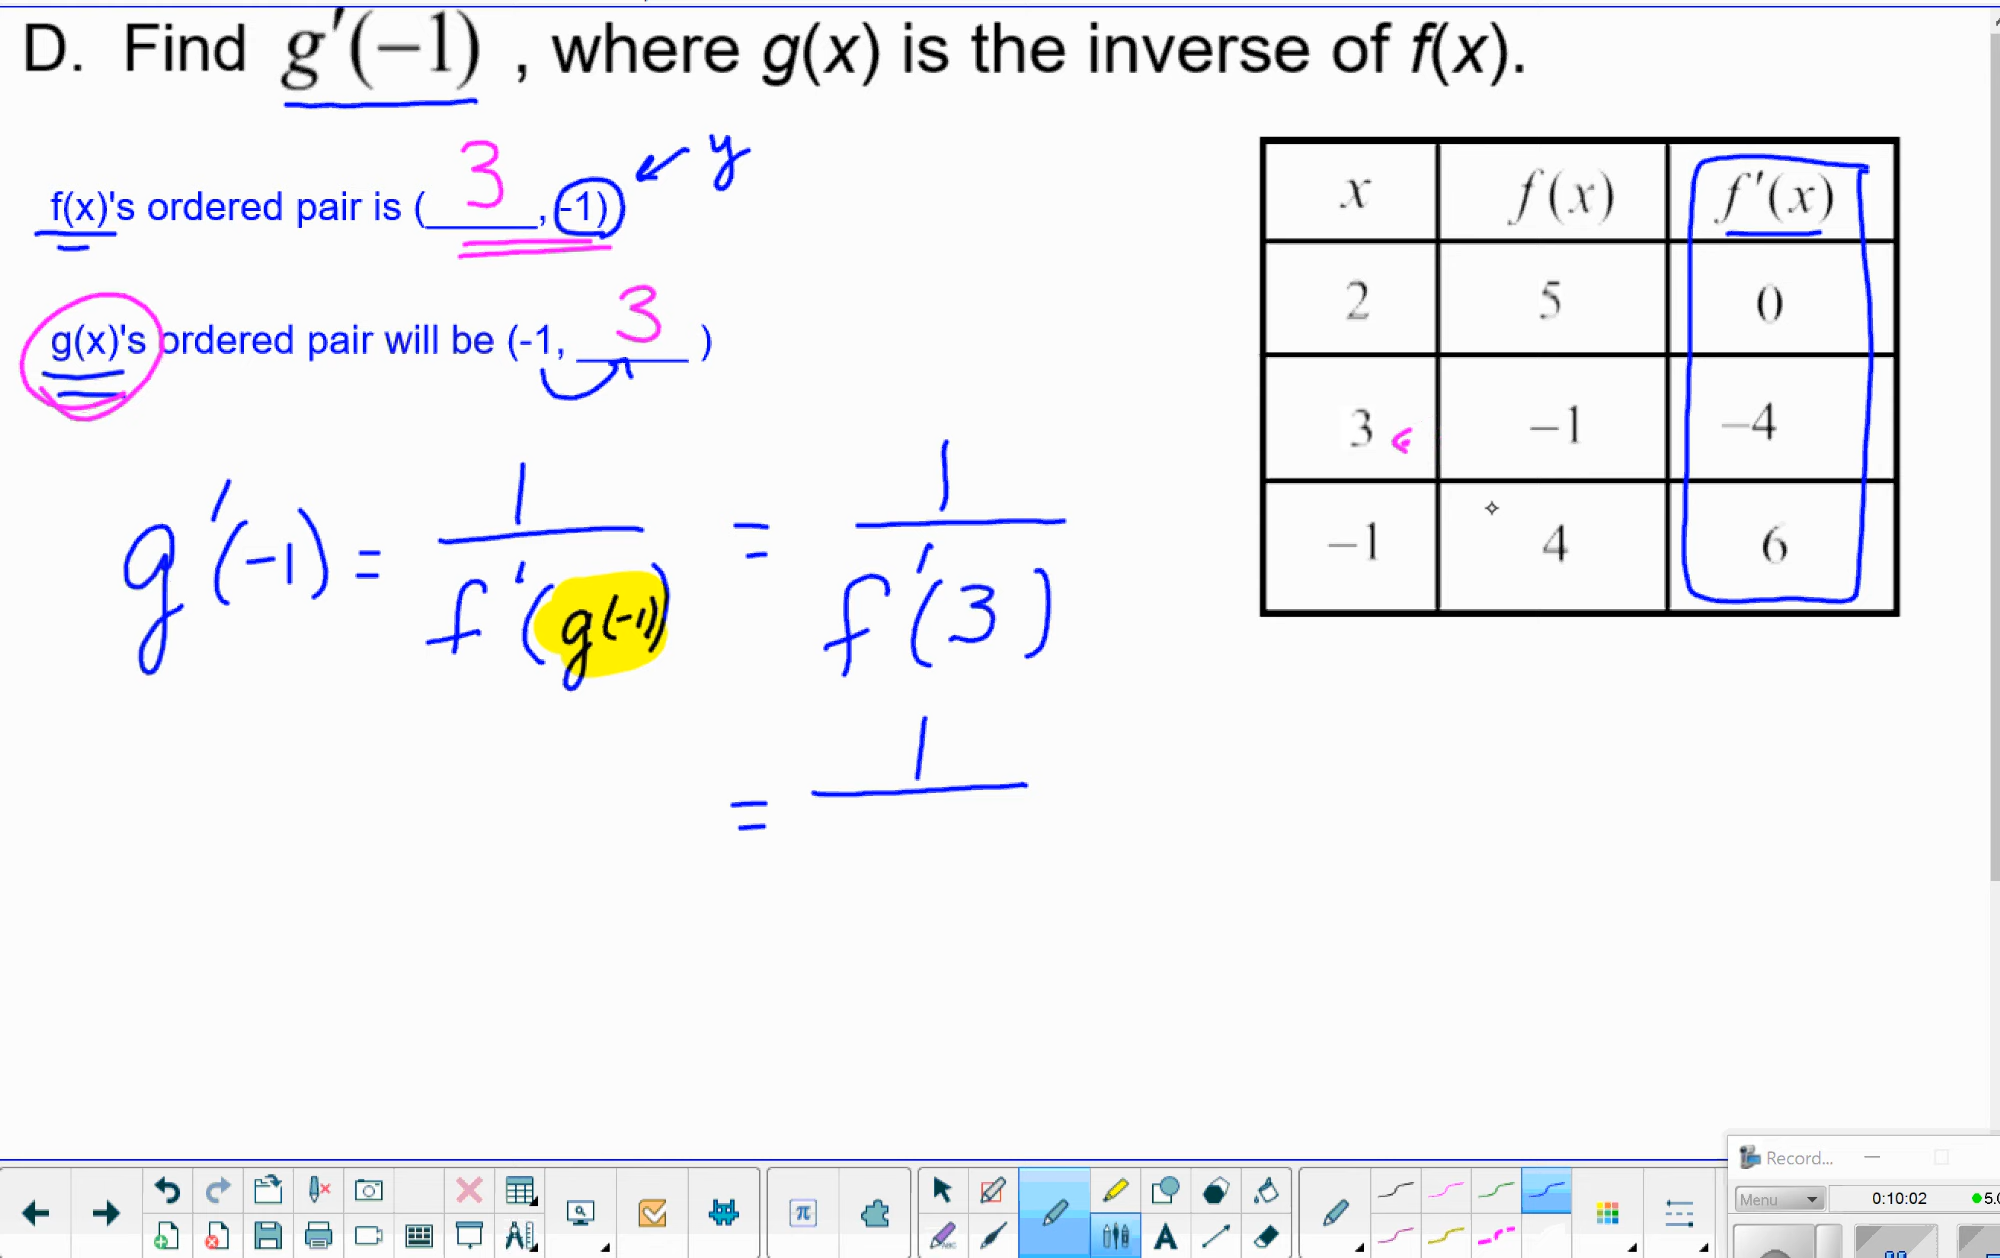 D. Find g'(−1) , where g(x) is the inverse of f(x).
f(x)'s ordered pair is ( 3 , -1) ← y
g(x)'s ordered pair will be (-1, 3 )
x f(x) f'(x)
2 5 0
3 −1 −4
−1 4 6
g'(-1) = 1 / f'(g(-1)) = 1 / f'(3)
= 1
Record...
Menu 0:10:02 5.0